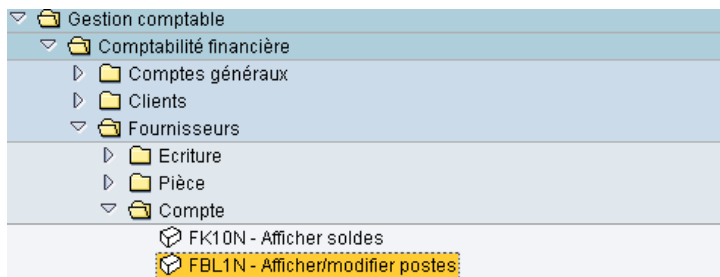 Gestion comptable
Comptabilité financière
Comptes généraux
Clients
Fournisseurs
Ecriture
Pièce
Compte
FK10N - Afficher soldes
FBL1N - Afficher/modifier postes